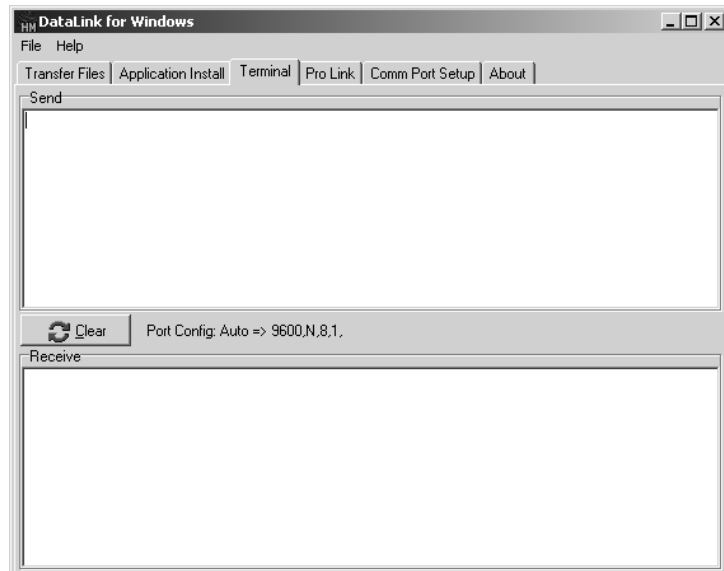 HM DataLink for Windows
File Help
Transfer Files Application Install Terminal Pro Link Comm Port Setup About
Send
Clear Port Config: Auto => 9600,N,8,1,
Receive